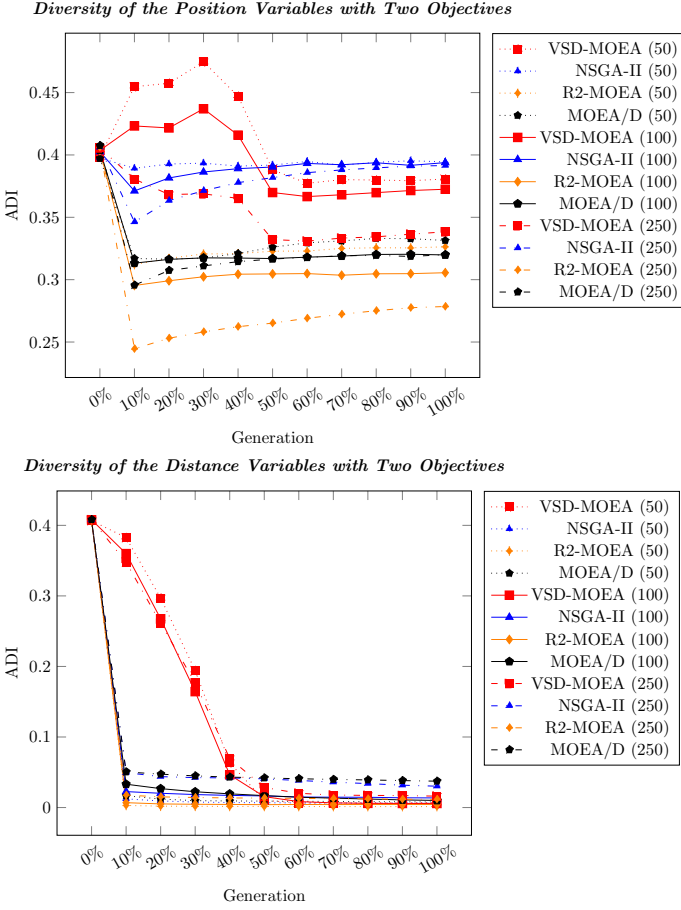 Diversity of the Position Variables with Two Objectives
ADI
0.45
0.4
0.35
0.3
0.25
0% 10% 20% 30% 40% 50% 60% 70% 80% 90% 100%
Generation
VSD-MOEA (50)
NSGA-II (50)
R2-MOEA (50)
MOEA/D (50)
VSD-MOEA (100)
NSGA-II (100)
R2-MOEA (100)
MOEA/D (100)
VSD-MOEA (250)
NSGA-II (250)
R2-MOEA (250)
MOEA/D (250)
Diversity of the Distance Variables with Two Objectives
ADI
0.4
0.3
0.2
0.1
0
0% 10% 20% 30% 40% 50% 60% 70% 80% 90% 100%
Generation
VSD-MOEA (50)
NSGA-II (50)
R2-MOEA (50)
MOEA/D (50)
VSD-MOEA (100)
NSGA-II (100)
R2-MOEA (100)
MOEA/D (100)
VSD-MOEA (250)
NSGA-II (250)
R2-MOEA (250)
MOEA/D (250)